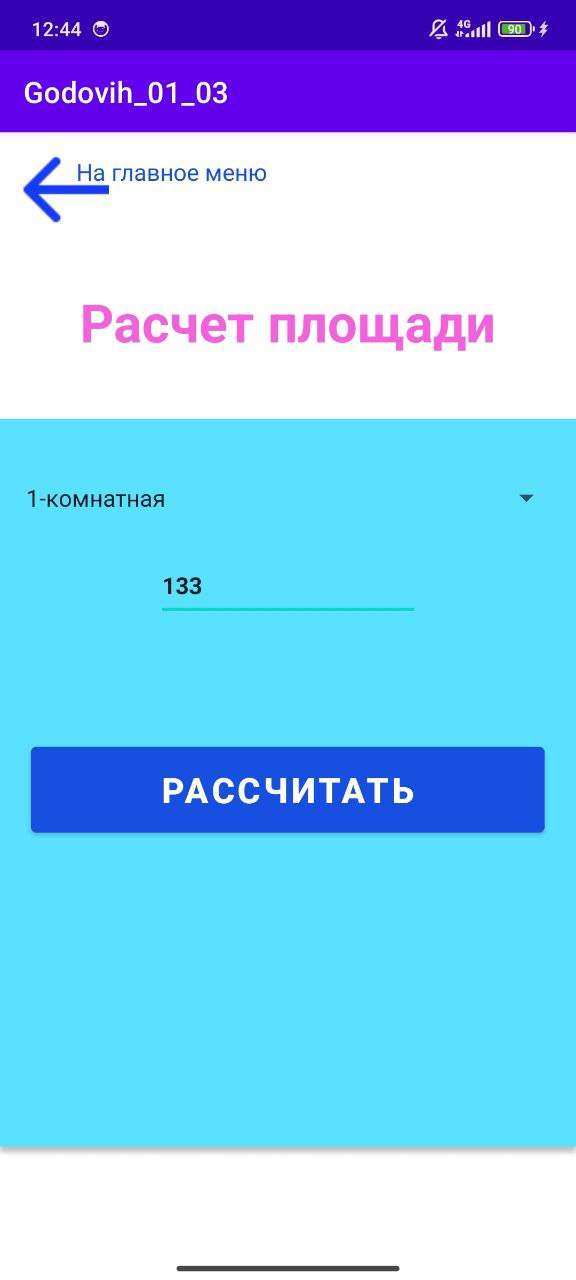 12:44
4G
90
Godovih_01_03
На главное меню
Расчет площади
1-комнатная
133
РАССЧИТАТЬ